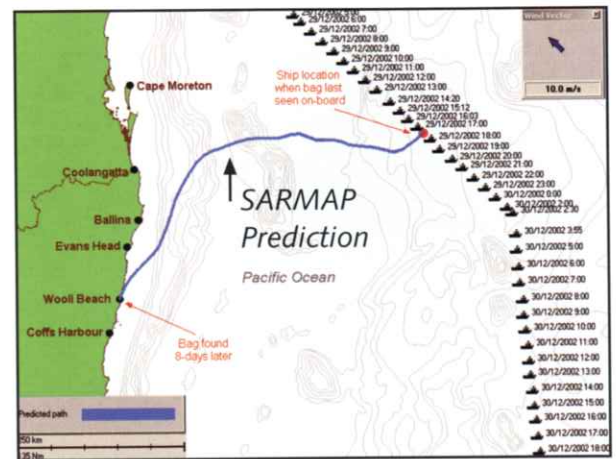 29/12/2002 6:00
29/12/2002 7:00
29/12/2002 8:00
29/12/2002 9:00
29/12/2002 10:00
29/12/2002 11:00
29/12/2002 12:00
29/12/2002 13:00
29/12/2002 14:20
29/12/2002 15:12
29/12/2002 16:03
29/12/2002 17:00
29/12/2002 18:00
29/12/2002 19:00
29/12/2002 20:00
29/12/2002 21:00
29/12/2002 22:00
29/12/2002 23:00
30/12/2002 0:00
30/12/2002 2:00
30/12/2002 2:30
30/12/2002 3:55
30/12/2002 5:00
30/12/2002 6:00
30/12/2002 7:00
30/12/2002 8:00
30/12/2002 9:00
30/12/2002 10:00
30/12/2002 11:00
30/12/2002 12:00
30/12/2002 13:00
30/12/2002 14:00
30/12/2002 15:00
30/12/2002 16:00
30/12/2002 17:00
30/12/2002 18:00
Wind Vector
10.0 m/s
Ship location
when bag last
seen on-board
Cape Moreton
Coolangatta
Ballina
Evans Head
Wooli Beach
Coffs Harbour
SARMAP
Prediction
Pacific Ocean
Bag found
8-days later
Predicted path
50 km
35 Nm